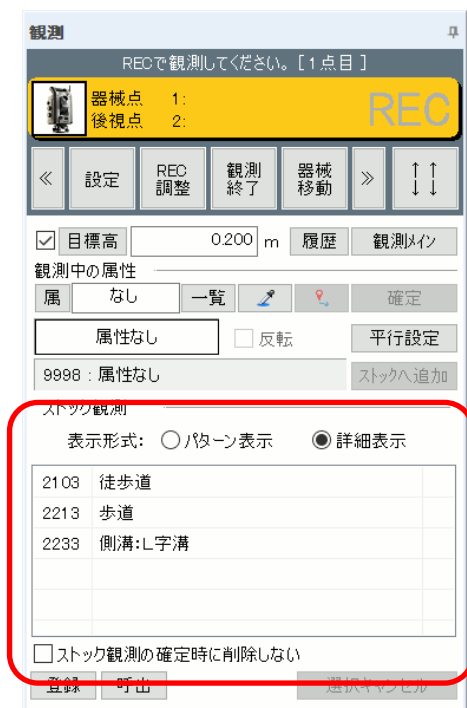 観測
RECで観測してください。[1点目]
器械点 1:
後視点 2:
REC
≪ 設定 REC調整 観測終了 器械移動 ≫ ↑↑↓↓
目標高 0.200 m 履歴 観測メイン
観測中の属性
属 なし 一覧 確定
属性なし 反転 平行設定
9998：属性なし ストックへ追加
ストック観測
表示形式： パターン表示 詳細表示
2103 徒歩道
2213 歩道
2233 側溝:L字溝
ストック観測の確定時に削除しない
登録 呼出 選択キャンセル